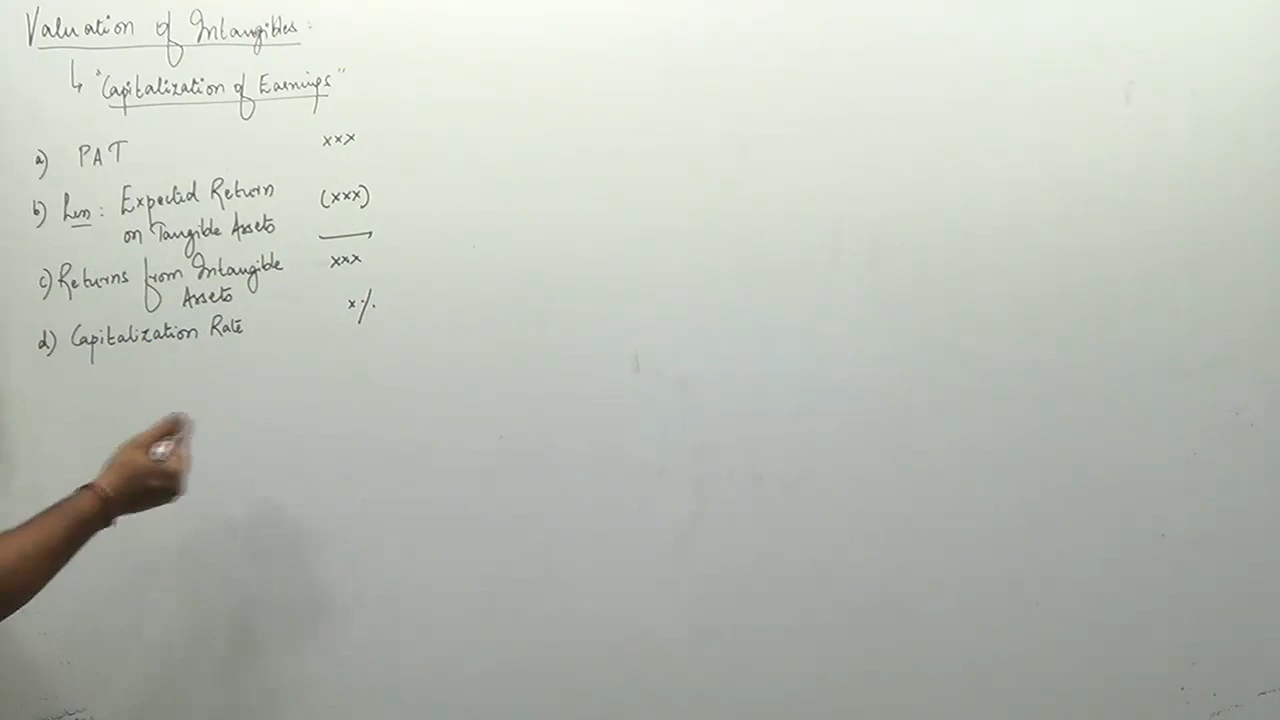 Valuation of Intangibles:
↳ "Capitalization of Earnings"
a) PAT xxx
b) Less: Expected Return (xxx)
on Tangible Assets
c) Returns from Intangible xxx
Assets
d) Capitalization Rate x%